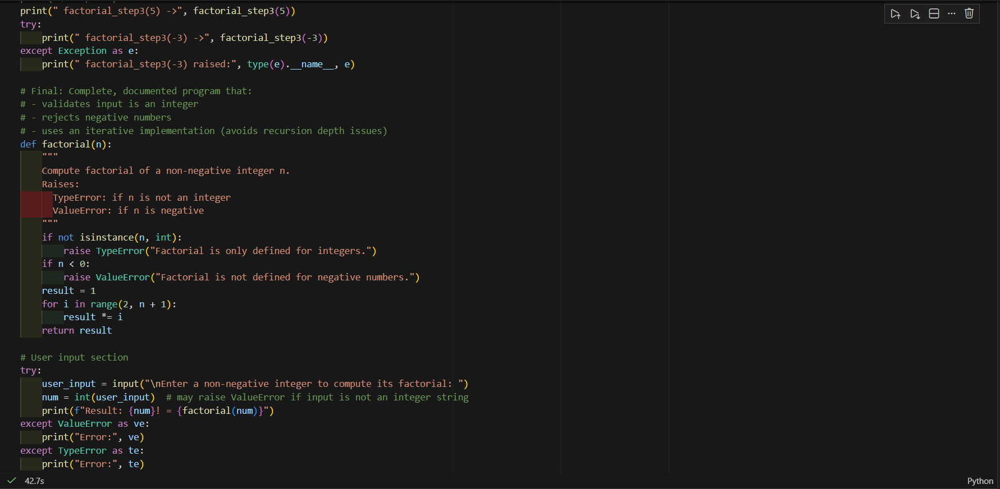 print(" factorial_step3(5) ->", factorial_step3(5))
try:
    print(" factorial_step3(-3) ->", factorial_step3(-3))
except Exception as e:
    print(" factorial_step3(-3) raised:", type(e).__name__, e)

# Final: Complete, documented program that:
# - validates input is an integer
# - rejects negative numbers
# - uses an iterative implementation (avoids recursion depth issues)
def factorial(n):
    """
    Compute factorial of a non-negative integer n.
    Raises:
      TypeError: if n is not an integer
      ValueError: if n is negative
    """
    if not isinstance(n, int):
        raise TypeError("Factorial is only defined for integers.")
    if n < 0:
        raise ValueError("Factorial is not defined for negative numbers.")
    result = 1
    for i in range(2, n + 1):
        result *= i
    return result

# User input section
try:
    user_input = input("\nEnter a non-negative integer to compute its factorial: ")
    num = int(user_input)  # may raise ValueError if input is not an integer string
    print(f"Result: {num}! = {factorial(num)}")
except ValueError as ve:
    print("Error:", ve)
except TypeError as te:
    print("Error:", te)
42.7s
Python